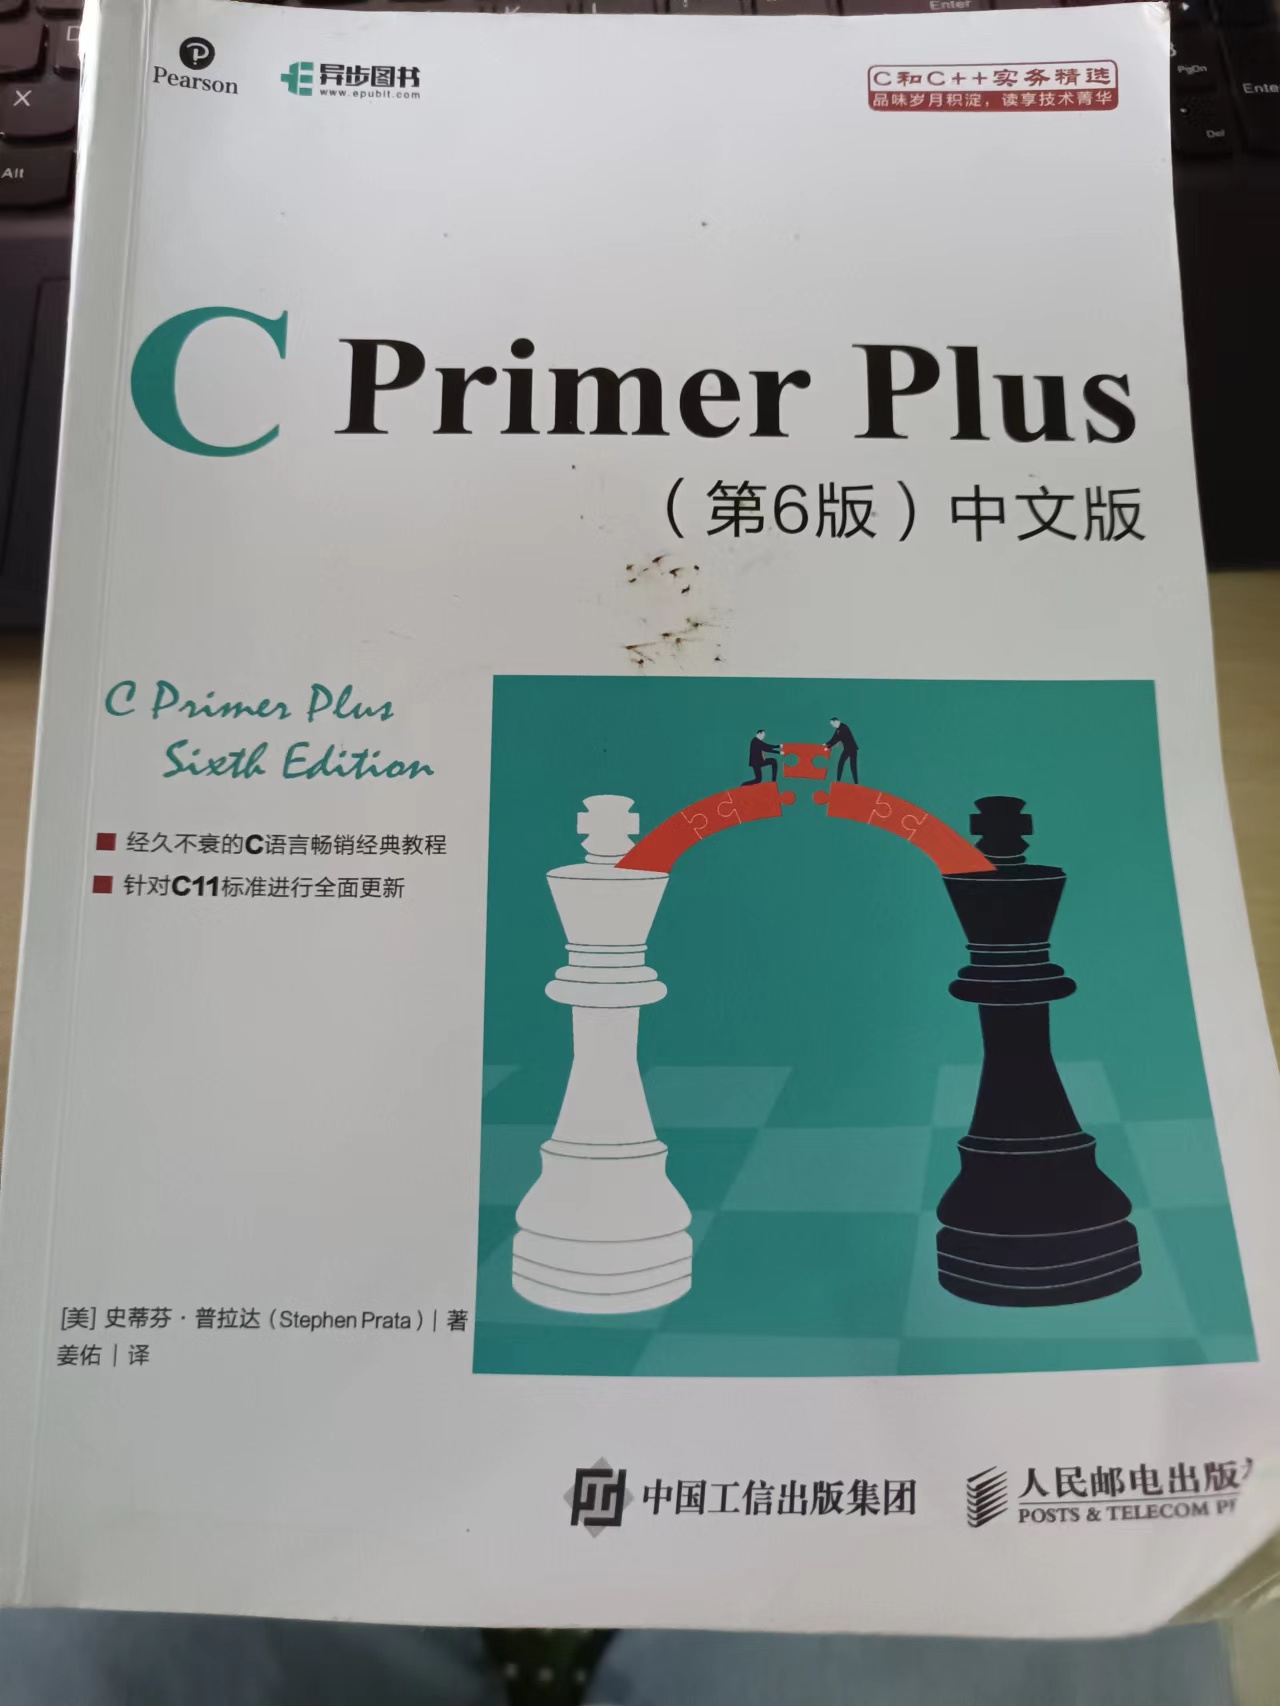 Enter
PgDn
Enter
Del
Alt
Pearson
异步图书
www.epubit.com
C和C++实务精选
品味岁月积淀，读享技术菁华
C Primer Plus
（第6版）中文版
C Primer Plus
Sixth Edition
经久不衰的C语言畅销经典教程
针对C11标准进行全面更新
[美] 史蒂芬·普拉达（Stephen Prata）| 著
姜佑 | 译
中国工信出版集团
人民邮电出版
POSTS & TELECOM